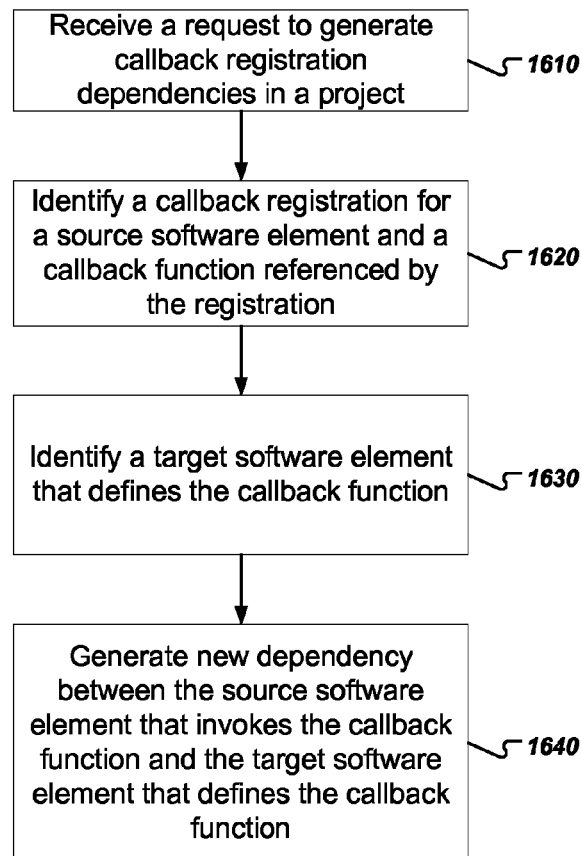 Receive a request to generate
callback registration
dependencies in a project
1610
Identify a callback registration for
a source software element and a
callback function referenced by
the registration
1620
Identify a target software element
that defines the callback function
1630
Generate new dependency
between the source software
element that invokes the callback
function and the target software
element that defines the callback
function
1640